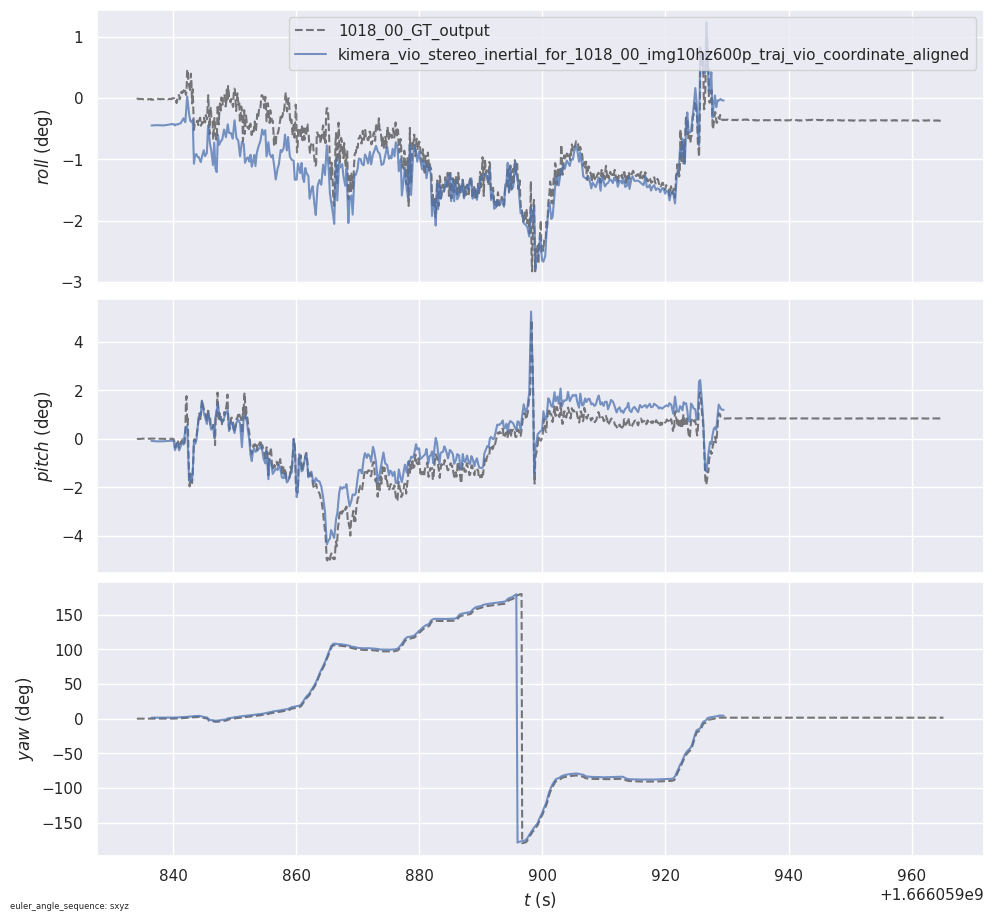 1018_00_GT_output
kimera_vio_stereo_inertial_for_1018_00_img10hz600p_traj_vio_coordinate_aligned
1
0
−1
−2
−3
roll (deg)
4
2
0
−2
−4
pitch (deg)
150
100
50
0
−50
−100
−150
yaw (deg)
840 860 880 900 920 940 960
+1.666059e9
t (s)
euler_angle_sequence: sxyz